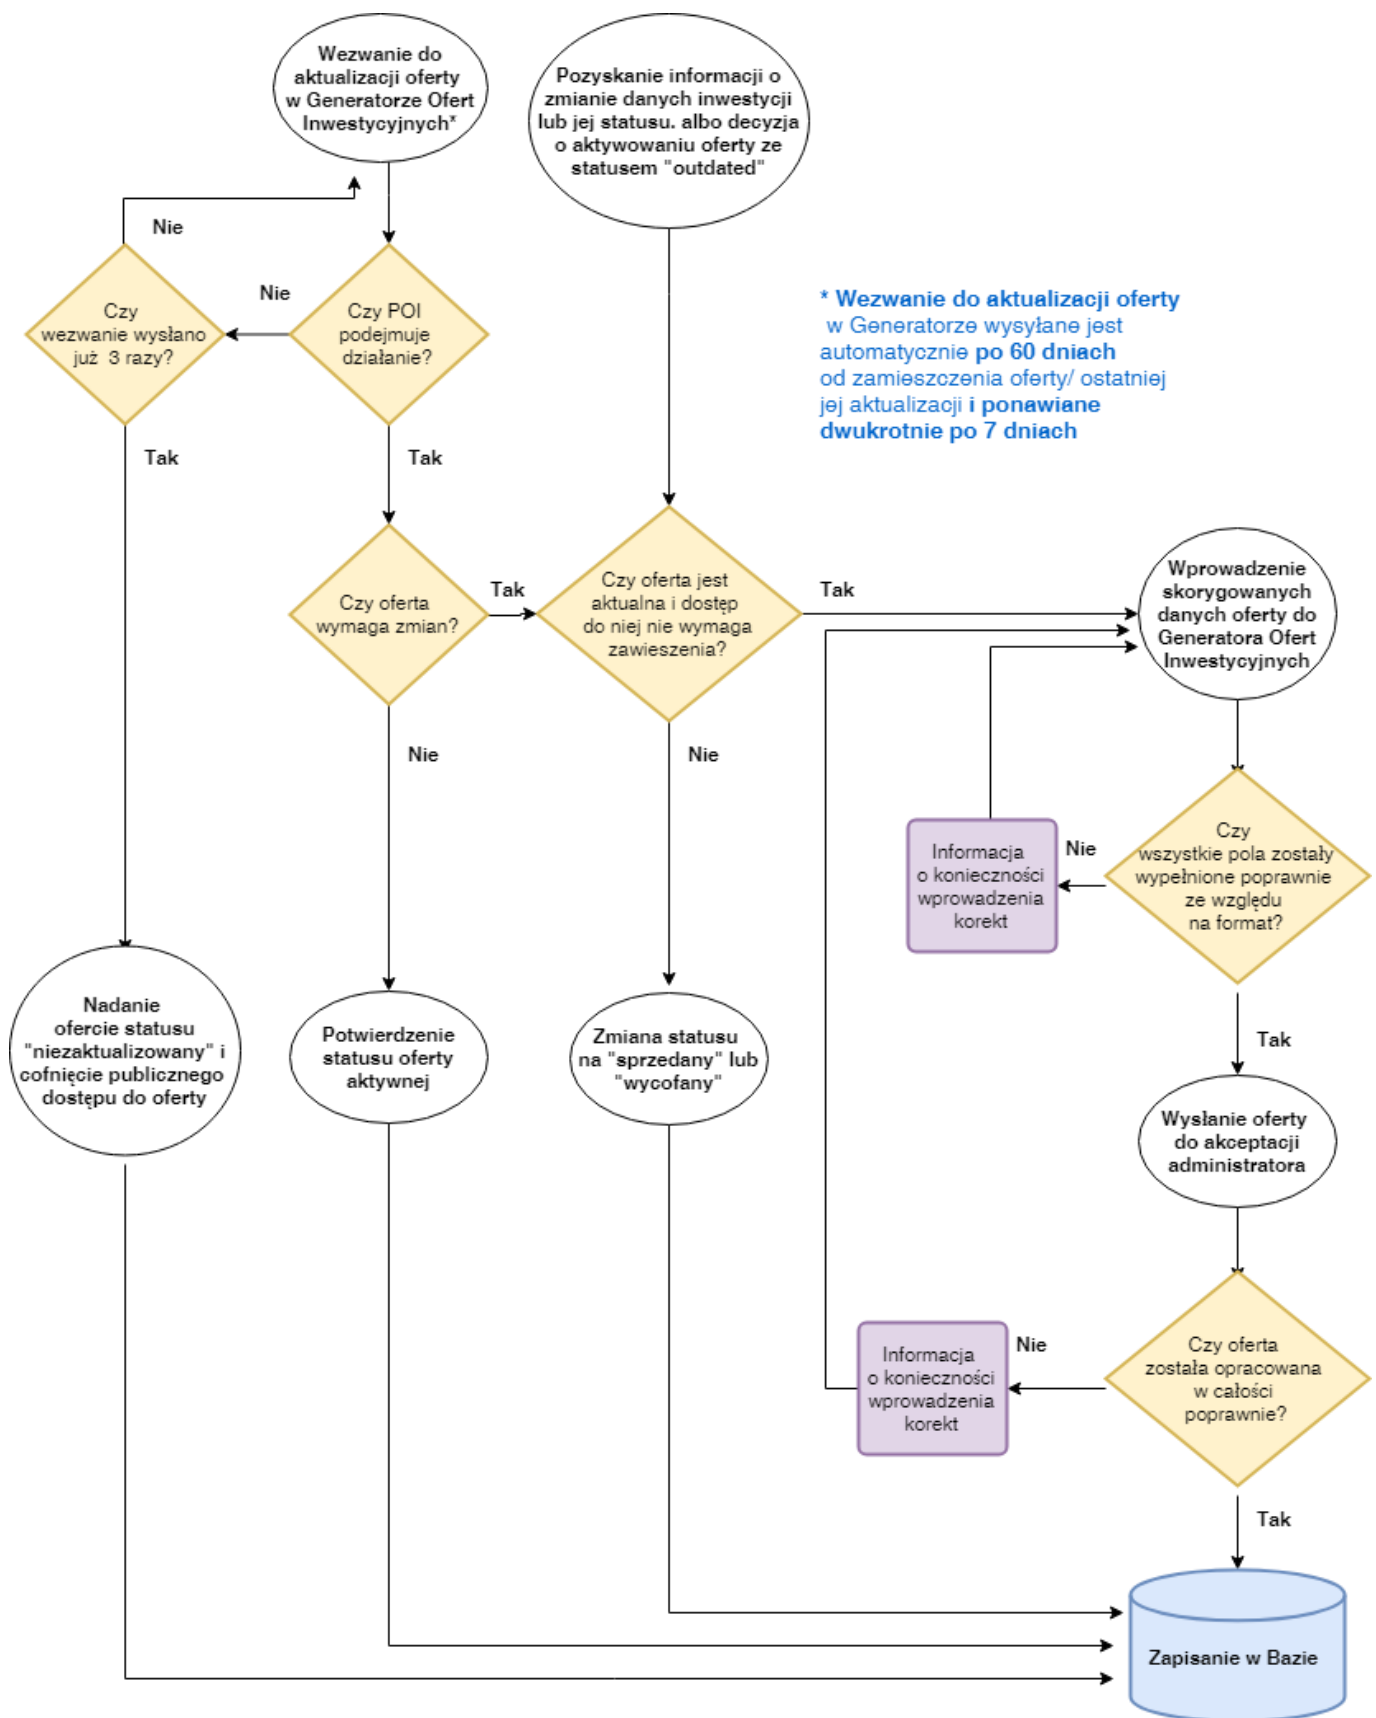 Wezwanie do
aktualizacji oferty
w Generatorze Ofert
Inwestycyjnych*
Pozyskanie informacji o
zmianie danych inwestycji
lub jej statusu. albo decyzja
o aktywowaniu oferty ze
statusem "outdated"
Nie
Czy
wezwanie wysłano
już 3 razy?
Nie
Czy POI
podejmuje
działanie?
* Wezwanie do aktualizacji oferty
w Generatorze wysyłane jest
automatycznie po 60 dniach
od zamieszczenia oferty/ ostatniej
jej aktualizacji i ponawiane
dwukrotnie po 7 dniach
Tak
Tak
Czy oferta
wymaga zmian?
Tak
Czy oferta jest
aktualna i dostęp
do niej nie wymaga
zawieszenia?
Tak
Wprowadzenie
skorygowanych
danych oferty do
Generatora Ofert
Inwestycyjnych
Nie
Nie
Informacja
o konieczności
wprowadzenia
korekt
Nie
Czy
wszystkie pola zostały
wypełnione poprawnie
ze względu
na format?
Nadanie
ofercie statusu
"niezaktualizowany" i
cofnięcie publicznego
dostępu do oferty
Potwierdzenie
statusu oferty
aktywnej
Zmiana statusu
na "sprzedany" lub
"wycofany"
Tak
Wysłanie oferty
do akceptacji
administratora
Informacja
o konieczności
wprowadzenia
korekt
Nie
Czy oferta
została opracowana
w całości
poprawnie?
Tak
Zapisanie w Bazie